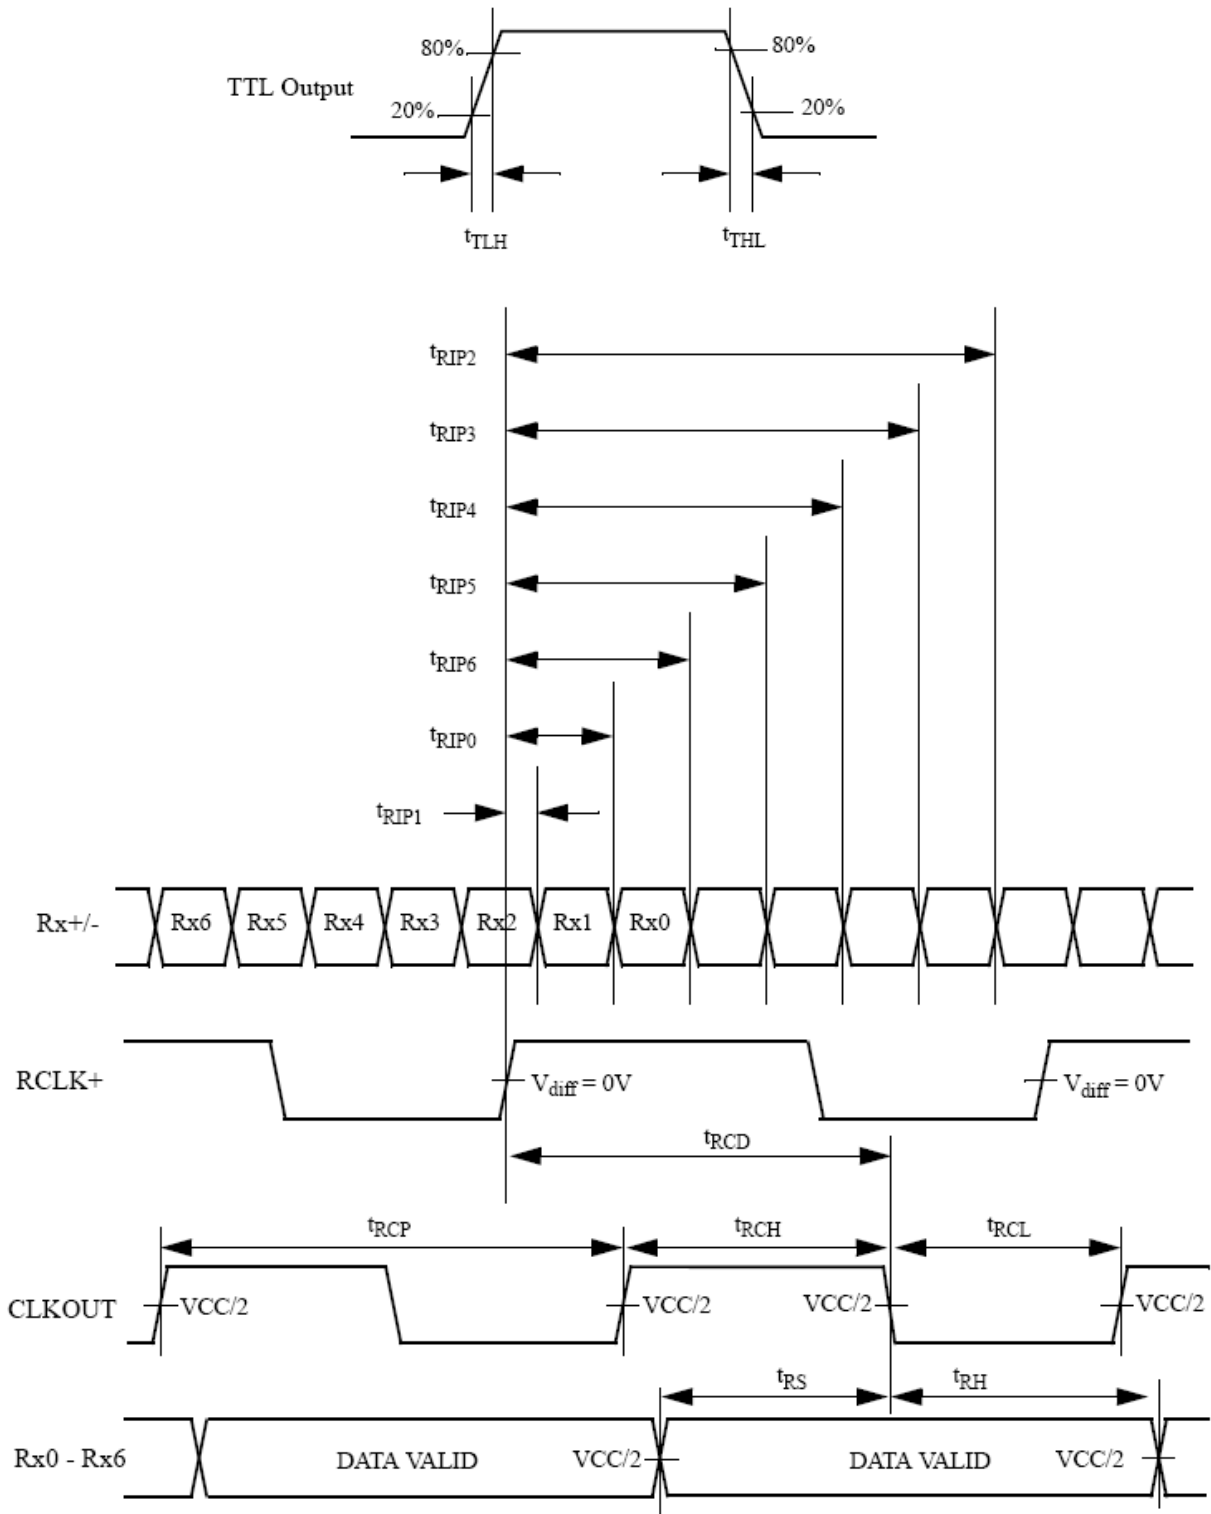 80% 80%
TTL Output
20% 20%
tTLH tTHL
tRIP2
tRIP3
tRIP4
tRIP5
tRIP6
tRIP0
tRIP1
Rx+/- Rx6 Rx5 Rx4 Rx3 Rx2 Rx1 Rx0
RCLK+ Vdiff = 0V Vdiff = 0V
tRCD
tRCP tRCH tRCL
CLKOUT VCC/2 VCC/2 VCC/2 VCC/2
tRS tRH
Rx0 - Rx6 DATA VALID VCC/2 DATA VALID VCC/2